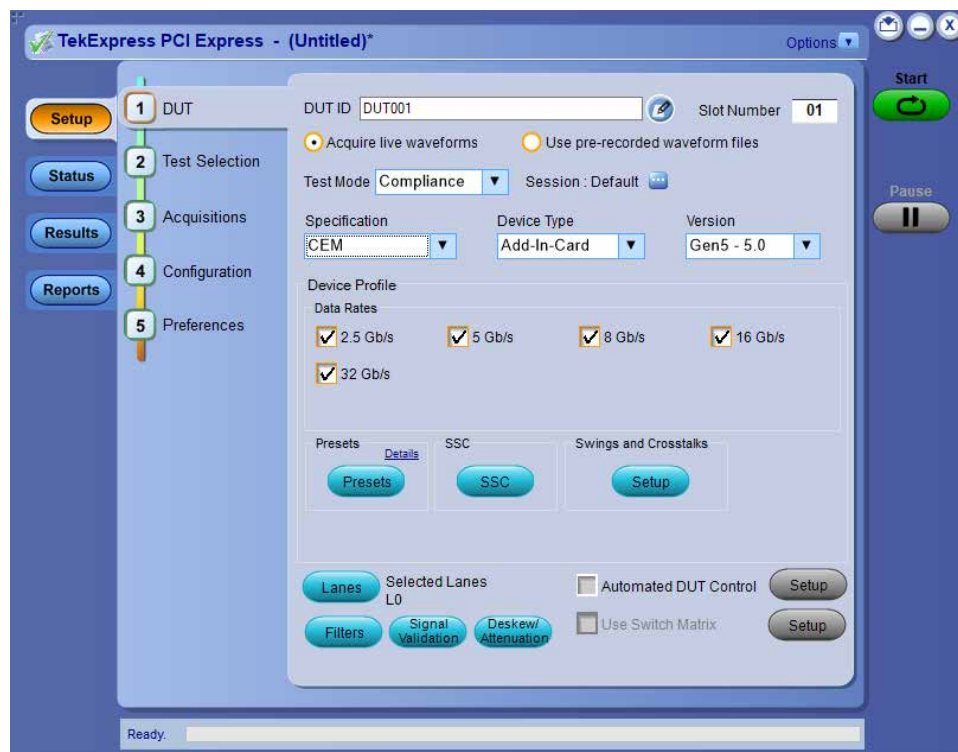 TekExpress PCI Express - (Untitled)*
Options
Start
Pause
Setup
Status
Results
Reports
1 DUT
2 Test Selection
3 Acquisitions
4 Configuration
5 Preferences
DUT ID DUT001 Slot Number 01
Acquire live waveforms Use pre-recorded waveform files
Test Mode Compliance Session : Default
Specification Device Type Version
CEM Add-In-Card Gen5 - 5.0
Device Profile
Data Rates
2.5 Gb/s 5 Gb/s 8 Gb/s 16 Gb/s
32 Gb/s
Presets Details SSC Swings and Crosstalks
Presets SSC Setup
Lanes Selected Lanes
L0
Automated DUT Control Setup
Filters Signal Validation Deskew/ Attenuation Use Switch Matrix Setup
Ready.